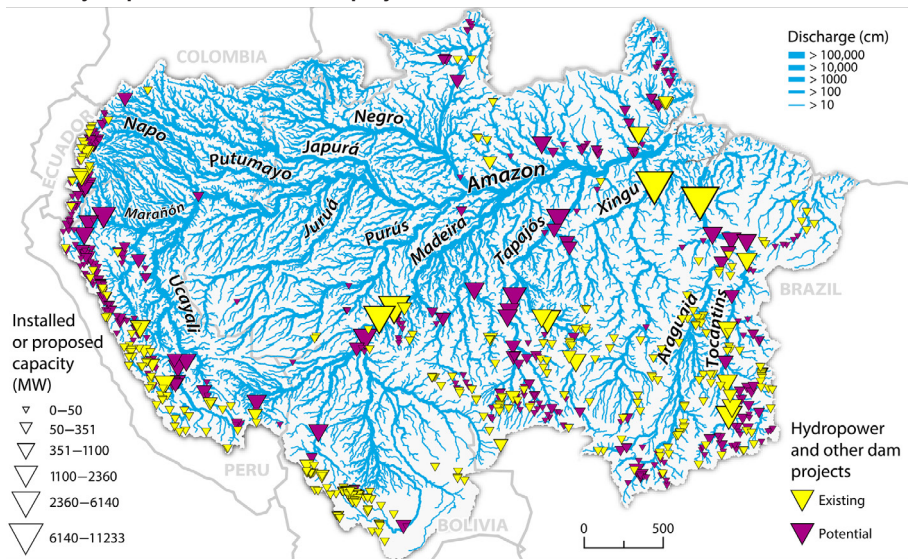 COLOMBIA
ECUADOR
Napo
Negro
Japurá
Putumayo
Amazon
Marañón
Juruá
Purús
Madeira
Tapajós
Xingu
Ucayali
Araguaia
Tocantins
BRAZIL
PERU
BOLIVIA
Discharge (cm)
> 100,000
> 10,000
> 1000
> 100
> 10
Installed
or proposed
capacity
(MW)
0–50
50–351
351–1100
1100–2360
2360–6140
6140–11233
0 500
Hydropower
and other dam
projects
Existing
Potential